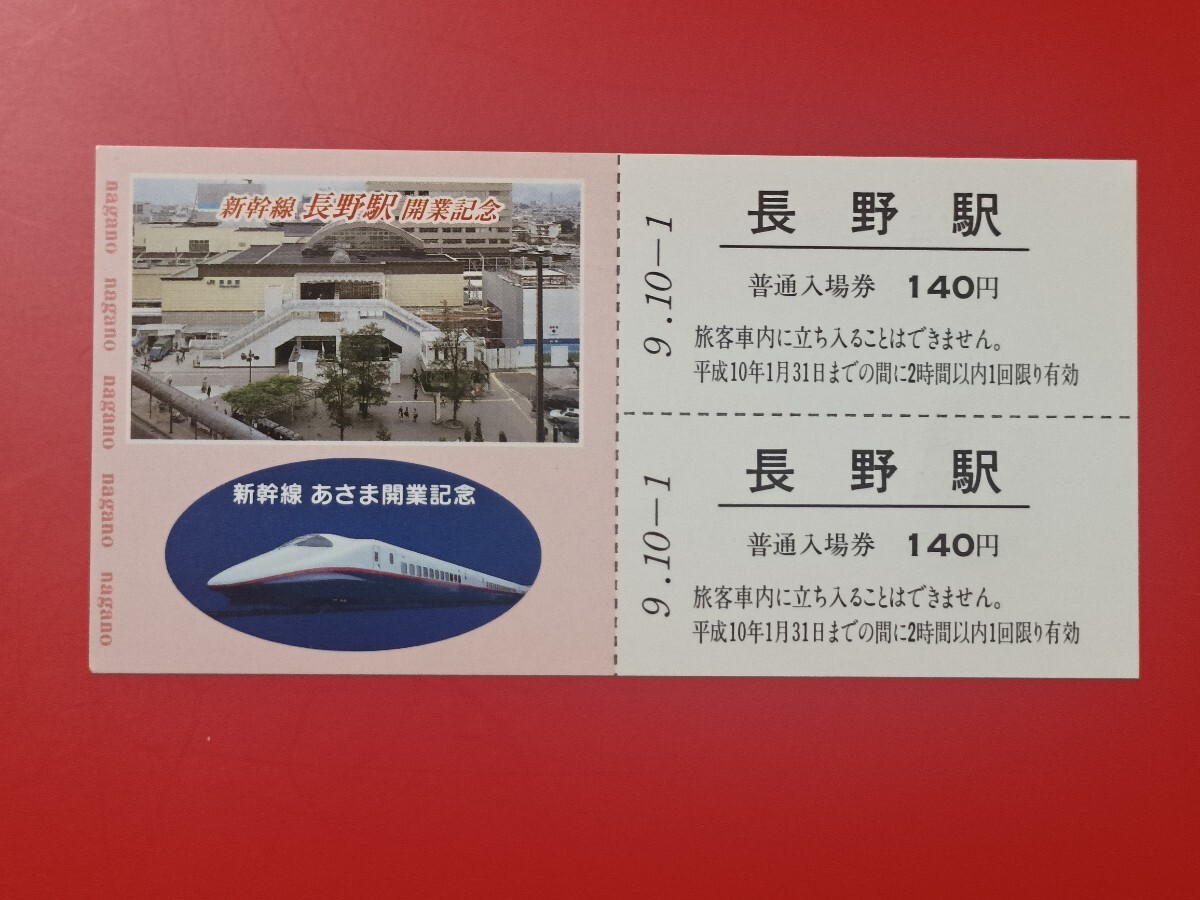 nagano nagano nagano nagano nagano
新幹線 長野駅 開業記念
新幹線 あさま開業記念
9.10-1
長野駅
普通入場券 140円
旅客車内に立ち入ることはできません。
平成10年1月31日までの間に2時間以内1回限り有効
9.10-1
長野駅
普通入場券 140円
旅客車内に立ち入ることはできません。
平成10年1月31日までの間に2時間以内1回限り有効